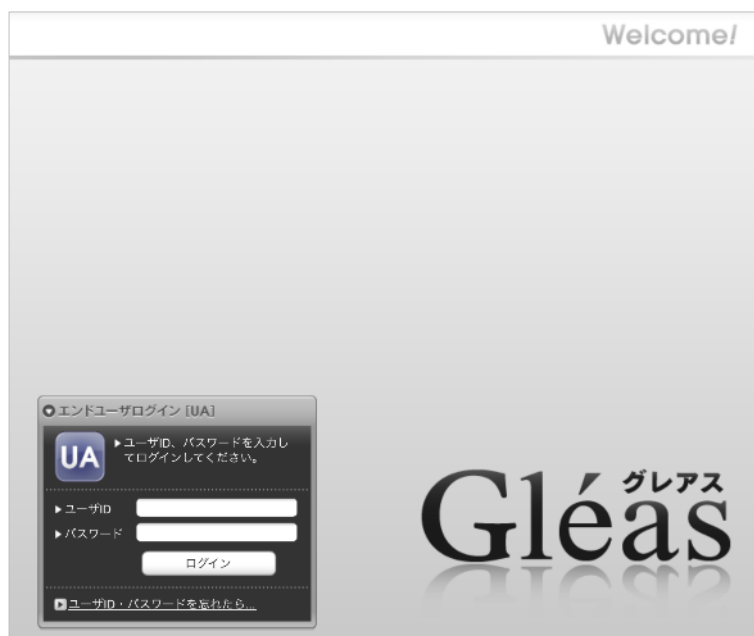 Welcome!
エンドユーザログイン [UA]
UA
▶ユーザID、パスワードを入力し
てログインしてください。
▶ユーザID
▶パスワード
ログイン
ユーザID・パスワードを忘れたら...
グレアス
Gléas